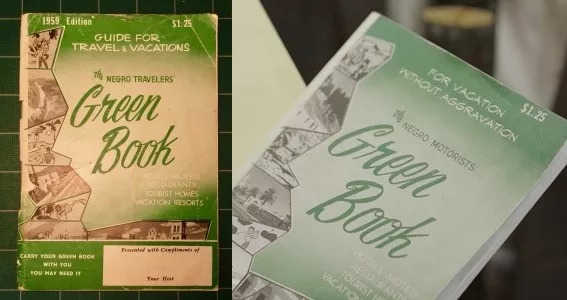 1959 Edition $1.25
GUIDE FOR
TRAVEL & VACATIONS
The NEGRO TRAVELERS'
Green
Book
HOTELS MOTELS
RESTAURANTS
TOURIST HOMES
VACATION RESORTS
CARRY YOUR GREEN BOOK
WITH YOU
YOU MAY NEED IT
Presented with Compliments of
Your Host
FOR VACATION
WITHOUT AGGRAVATION
$1.25
The NEGRO MOTORISTS'
Green
Book
TOURIST
VACATION